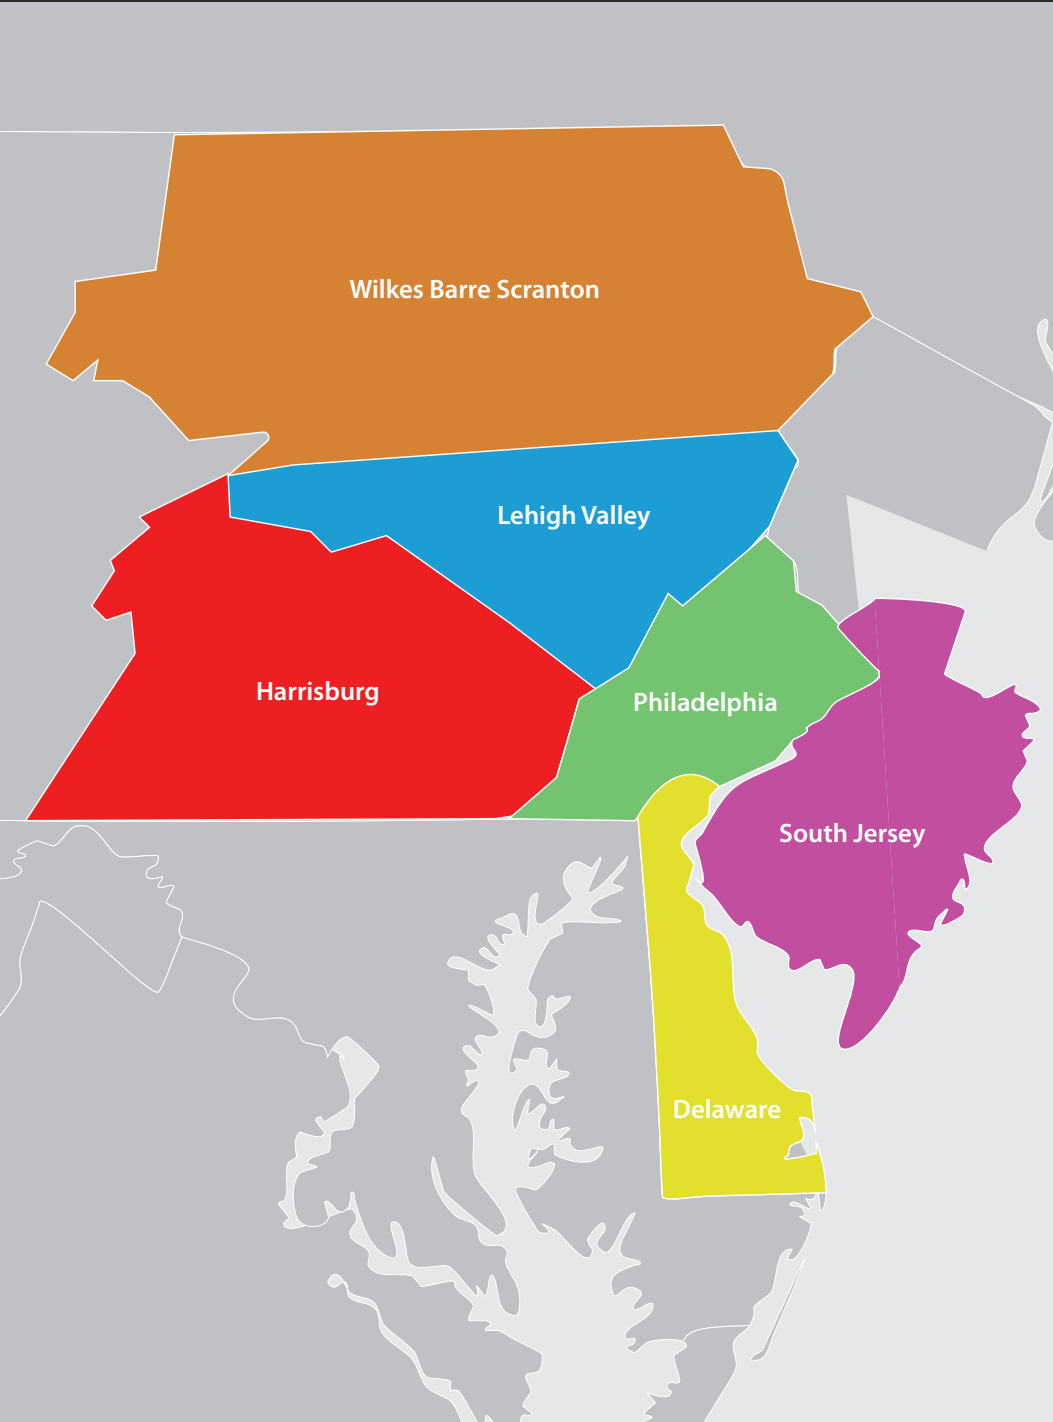 Wilkes Barre Scranton
Lehigh Valley
Harrisburg
Philadelphia
South Jersey
Delaware